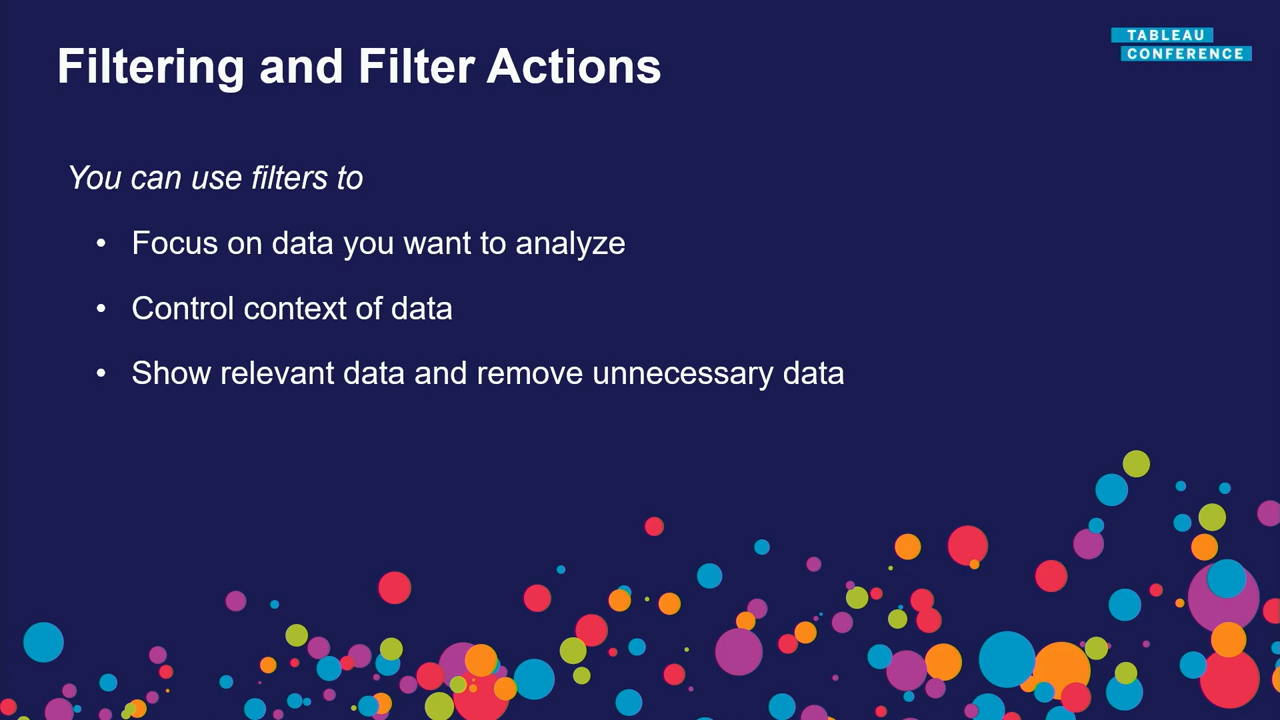 Filtering and Filter Actions
TABLEAU
CONFERENCE
You can use filters to
• Focus on data you want to analyze
• Control context of data
• Show relevant data and remove unnecessary data